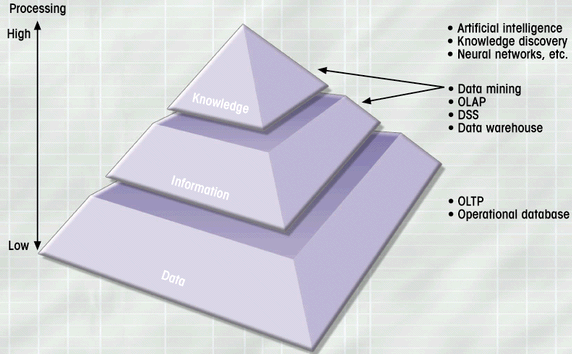 Processing
High
• Artificial intelligence
• Knowledge discovery
• Neural networks, etc.
Knowledge
• Data mining
• OLAP
• DSS
• Data warehouse
Information
• OLTP
• Operational database
Low
Data